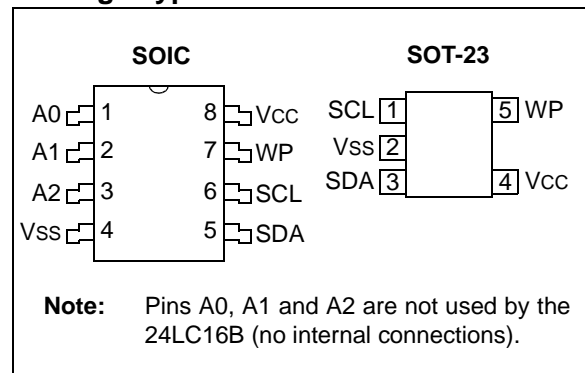 SOIC
A0 1 8 VCC
A1 2 7 WP
A2 3 6 SCL
VSS 4 5 SDA
SOT-23
SCL 1 5 WP
VSS 2
SDA 3 4 VCC
Note: Pins A0, A1 and A2 are not used by the
24LC16B (no internal connections).